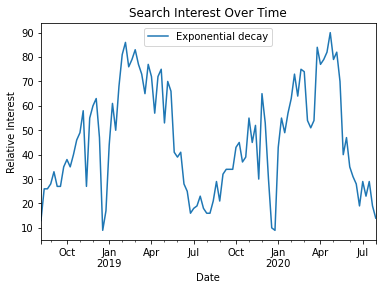 Search Interest Over Time
Exponential decay
Relative Interest
90
80
70
60
50
40
30
20
10
Oct Jan Apr Jul Oct Jan Apr Jul
2019 2020
Date